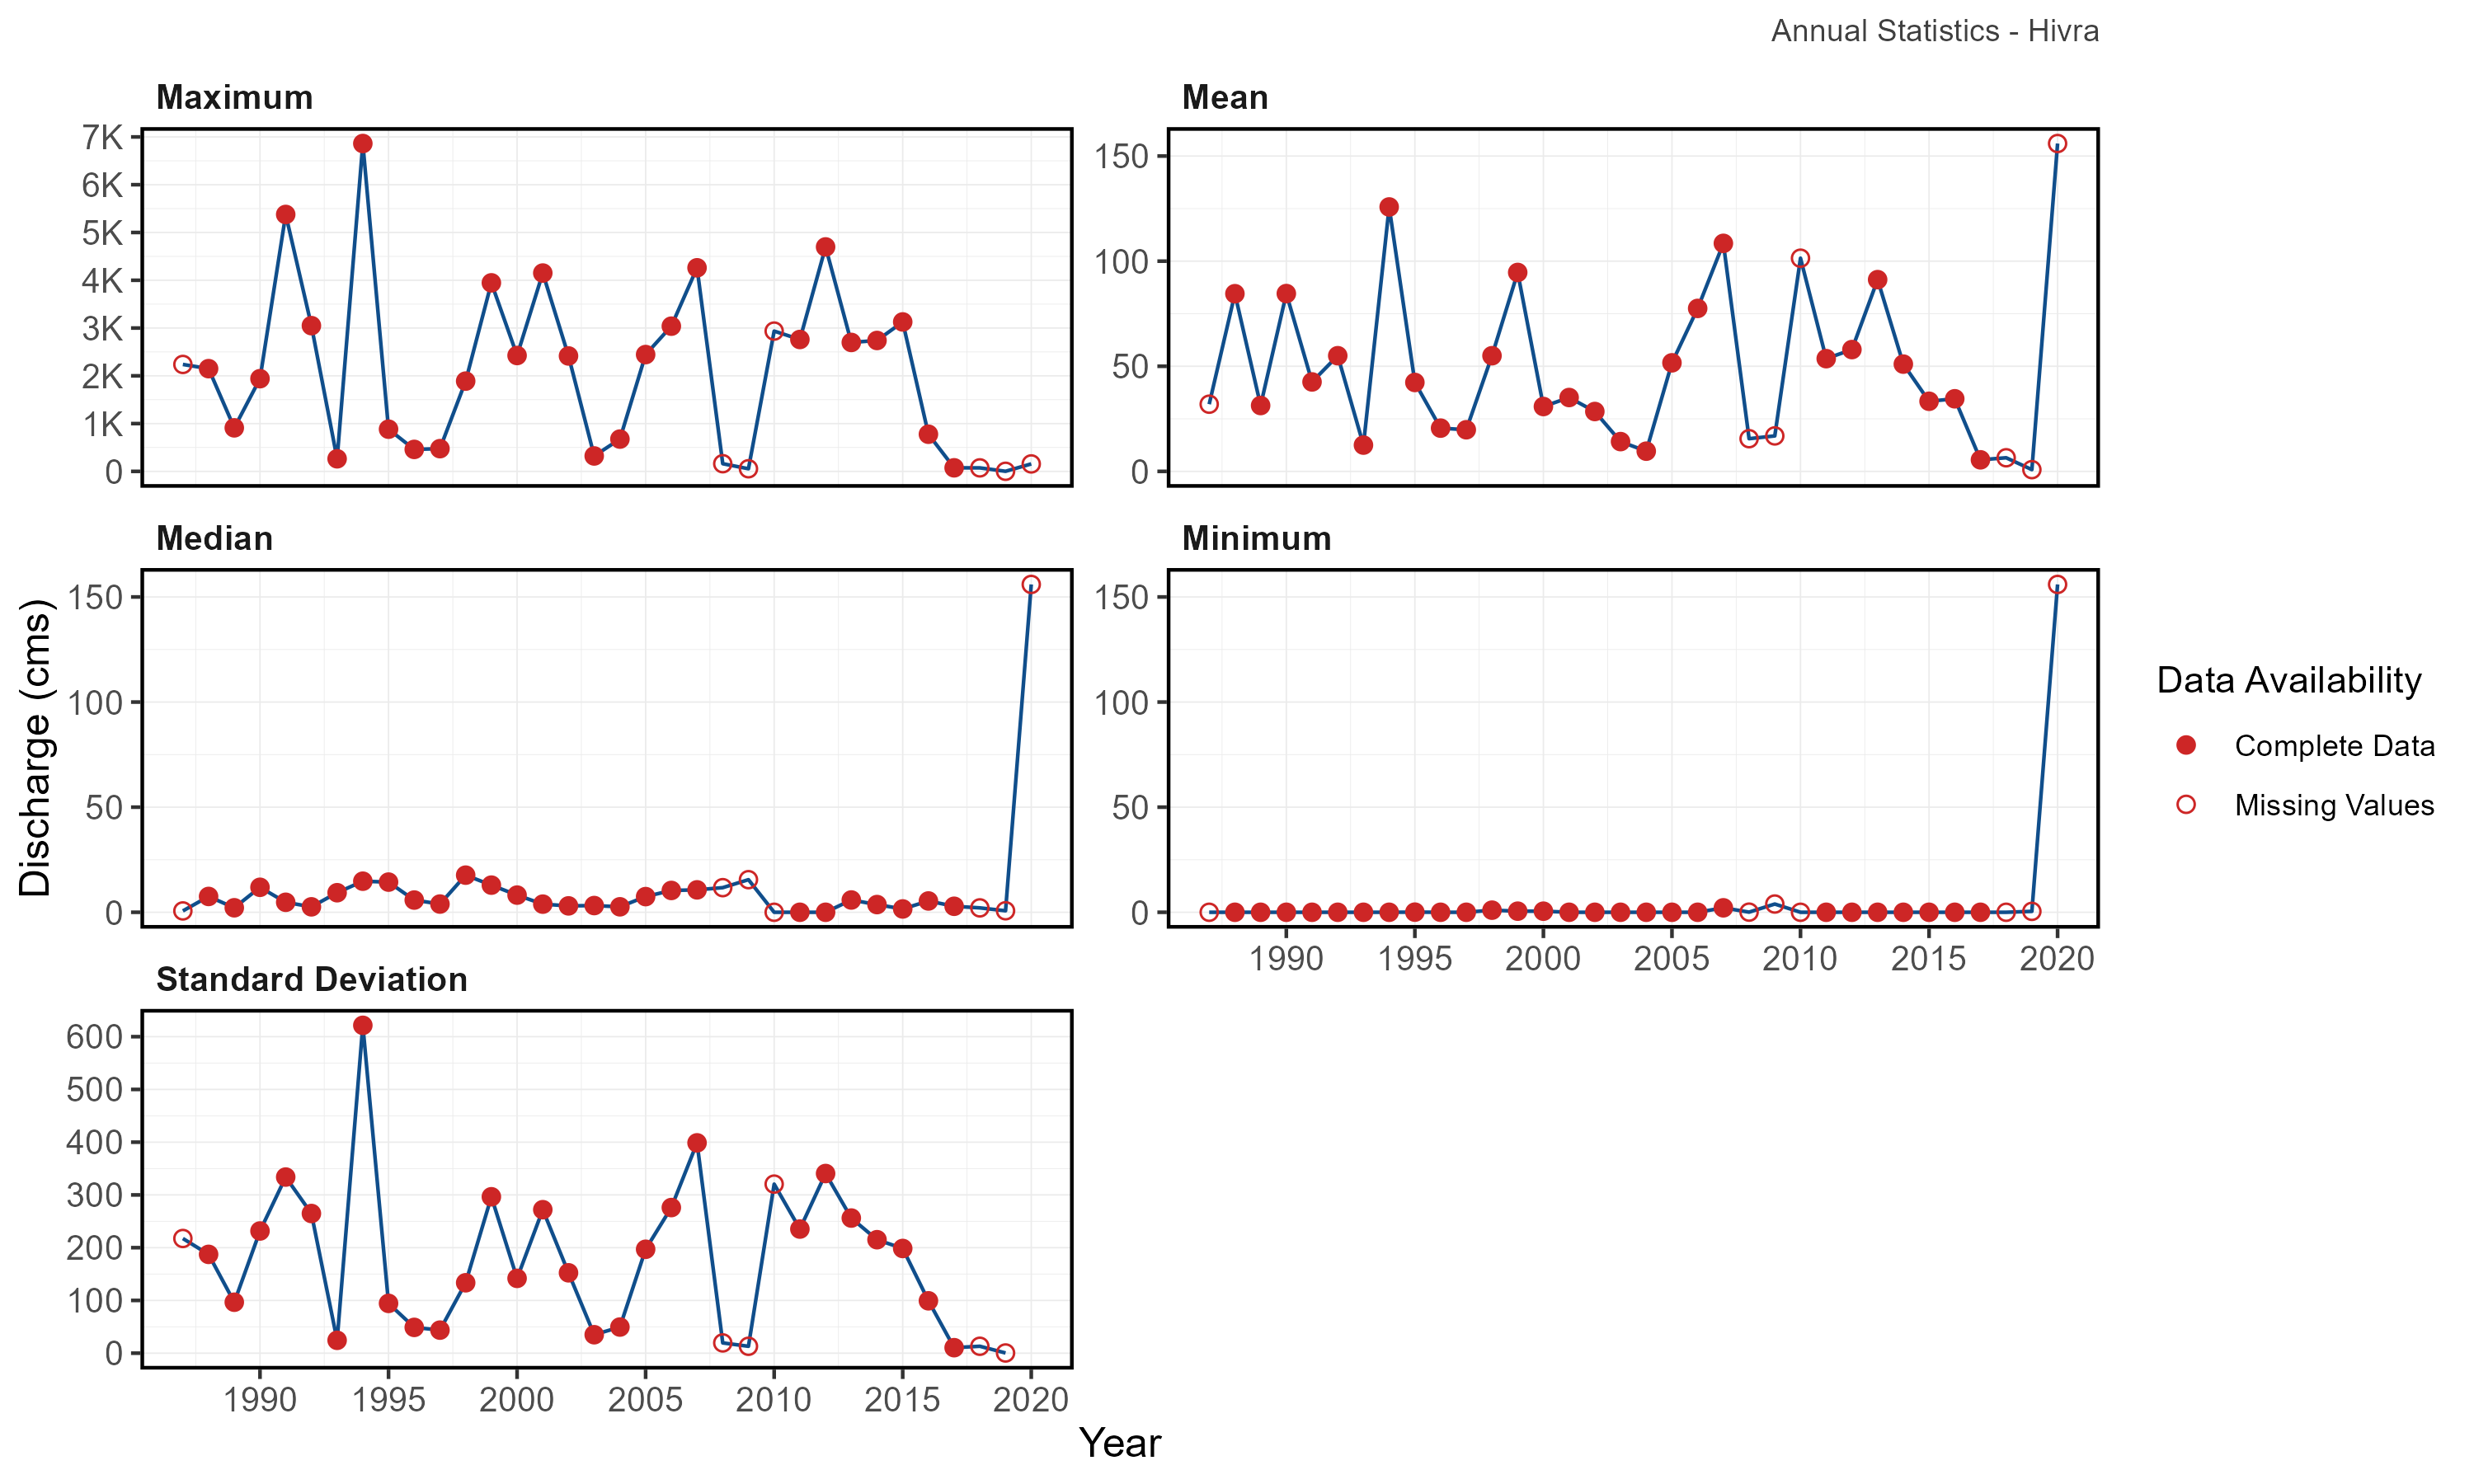 Annual Statistics - Hivra
Maximum
7K
6K
5K
4K
3K
2K
1K
0
Mean
150
100
50
0
Median
150
100
50
0
Minimum
150
100
50
0
1990 1995 2000 2005 2010 2015 2020
Standard Deviation
600
500
400
300
200
100
0
1990 1995 2000 2005 2010 2015 2020
Discharge (cms)
Year
Data Availability
Complete Data
Missing Values